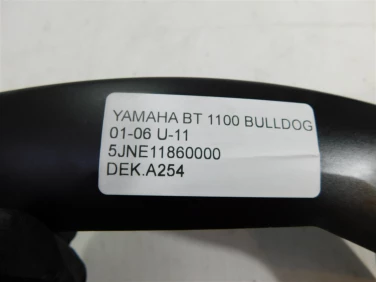 YAMAHA BT 1100 BULLDOG
01-06 U-11
5JNE11860000
DEK.A254